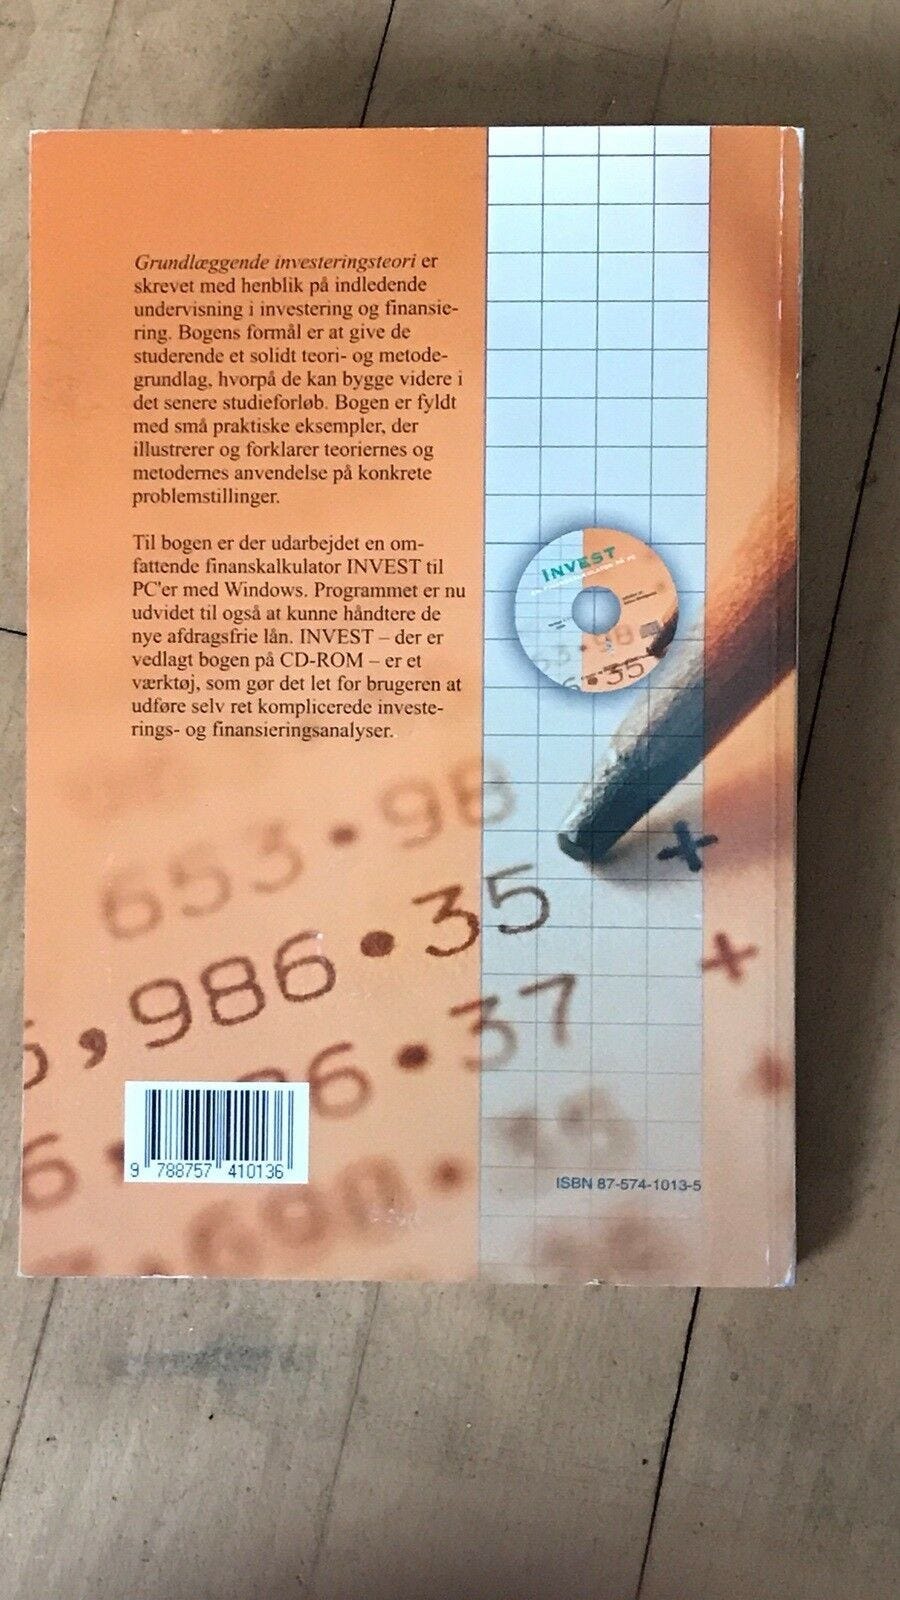 Grundlæggende investeringsteori er
skrevet med henblik på indledende
undervisning i investering og finansie-
ring. Bogens formål er at give de
studerende et solidt teori- og metode-
grundlag, hvorpå de kan bygge videre i
det senere studieforløb. Bogen er fyldt
med små praktiske eksempler, der
illustrerer og forklarer teoriernes og
metodernes anvendelse på konkrete
problemstillinger.
Til bogen er der udarbejdet en om-
fattende finanskalkulator INVEST til
PC'er med Windows. Programmet er nu
udvidet til også at kunne håndtere de
nye afdragsfrie lån. INVEST – der er
vedlagt bogen på CD-ROM – er et
værktøj, som gør det let for brugeren at
udføre selv ret komplicerede investe-
rings- og finansieringsanalyser.
INVEST
653•98
,986•35
6•37
9 788757 410136
ISBN 87-574-1013-5